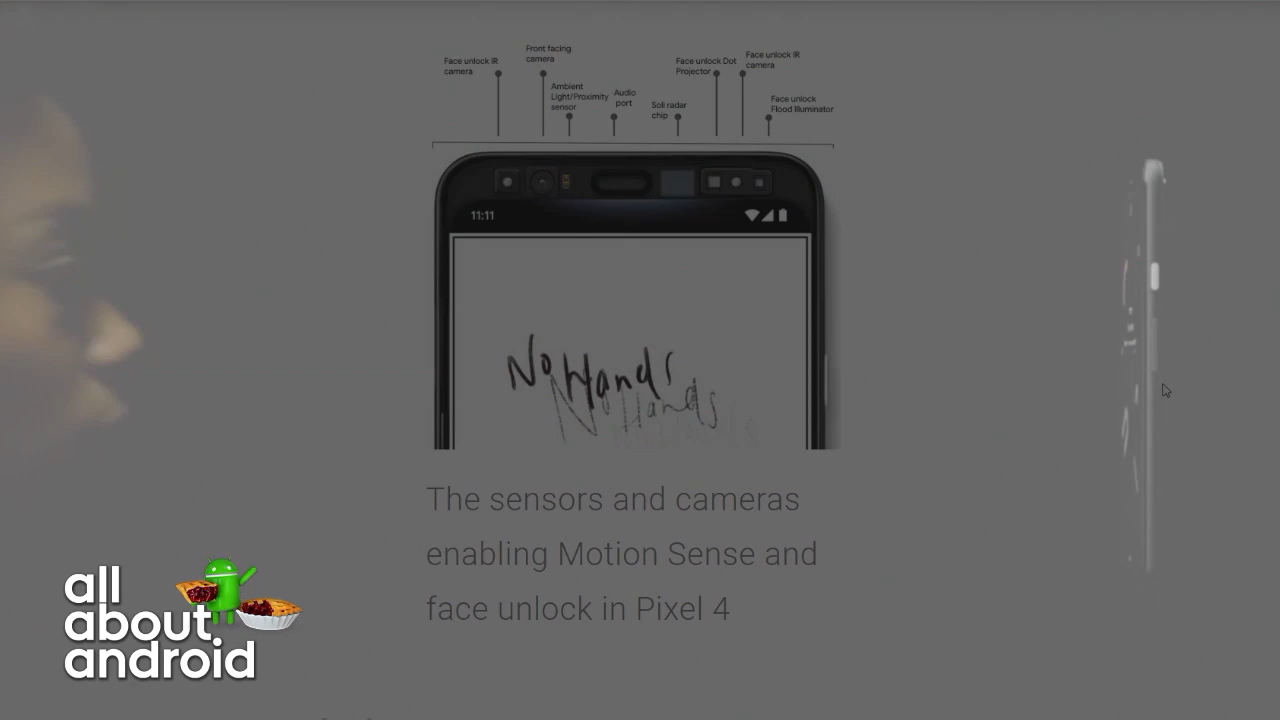 Face unlock IR
camera
Front facing
camera
Ambient
Light/Proximity
sensor
Audio
port
Soli radar
chip
Face unlock Dot
Projector
Face unlock IR
camera
Face unlock
Flood Illuminator
11:11
No Hands
No Hands
The sensors and cameras
enabling Motion Sense and
face unlock in Pixel 4
all
about
android